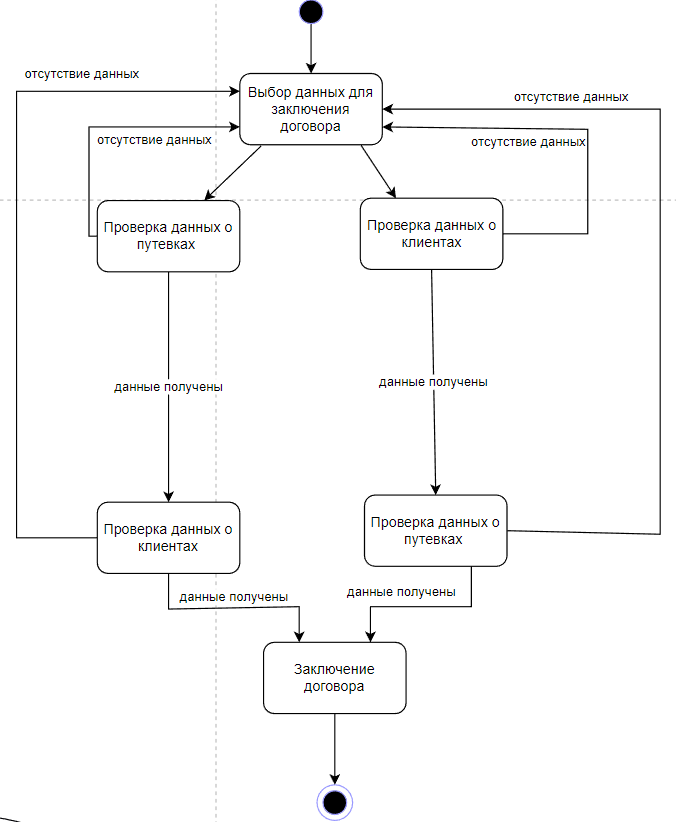 отсутствие данных
Выбор данных для
заключения
договора
отсутствие данных
отсутствие данных
отсутствие данных
Проверка данных о
путевках
Проверка данных о
клиентах
данные получены
данные получены
Проверка данных о
клиентах
Проверка данных о
путевках
данные получены
данные получены
Заключение
договора